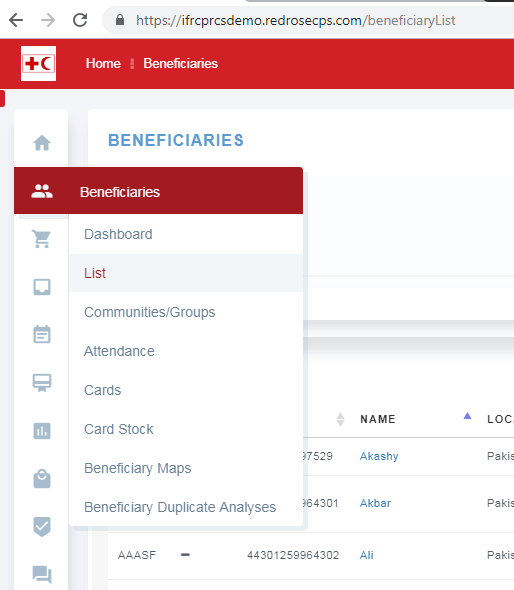 https://ifrcprcsdemo.redrosecps.com/beneficiaryList
Home Beneficiaries
BENEFICIARIES
Beneficiaries
Dashboard
List
Communities/Groups
Attendance
Cards
Card Stock
Beneficiary Maps
Beneficiary Duplicate Analyses
NAME LOC
97529 Akashy Pakis
964301 Akbar Pakis
AAASF 44301259964302 Ali Pakis